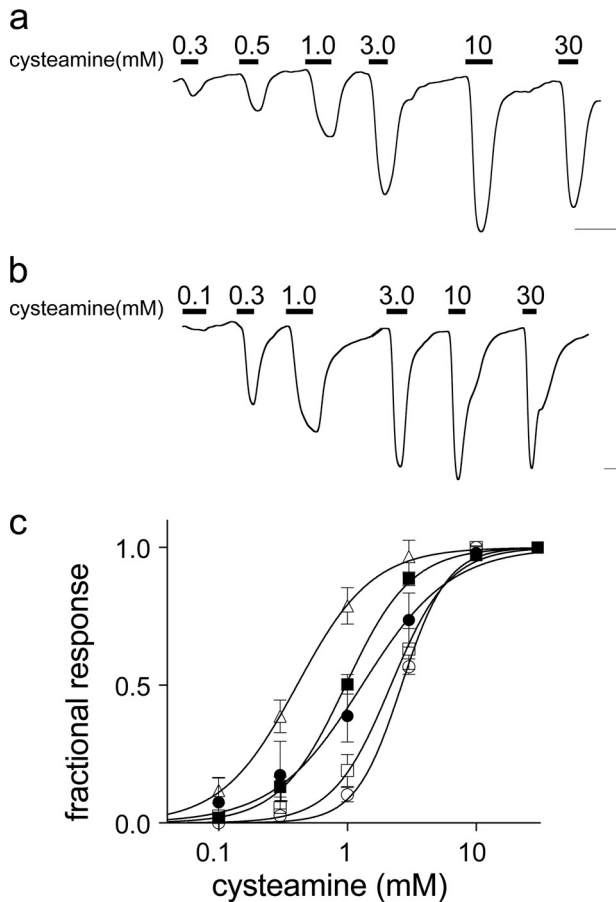 a
0.3 0.5 1.0 3.0 10 30
cysteamine(mM)
b
0.1 0.3 1.0 3.0 10 30
cysteamine(mM)
c
1.0
0.5
0.0
fractional response
0.1 1 10
cysteamine (mM)